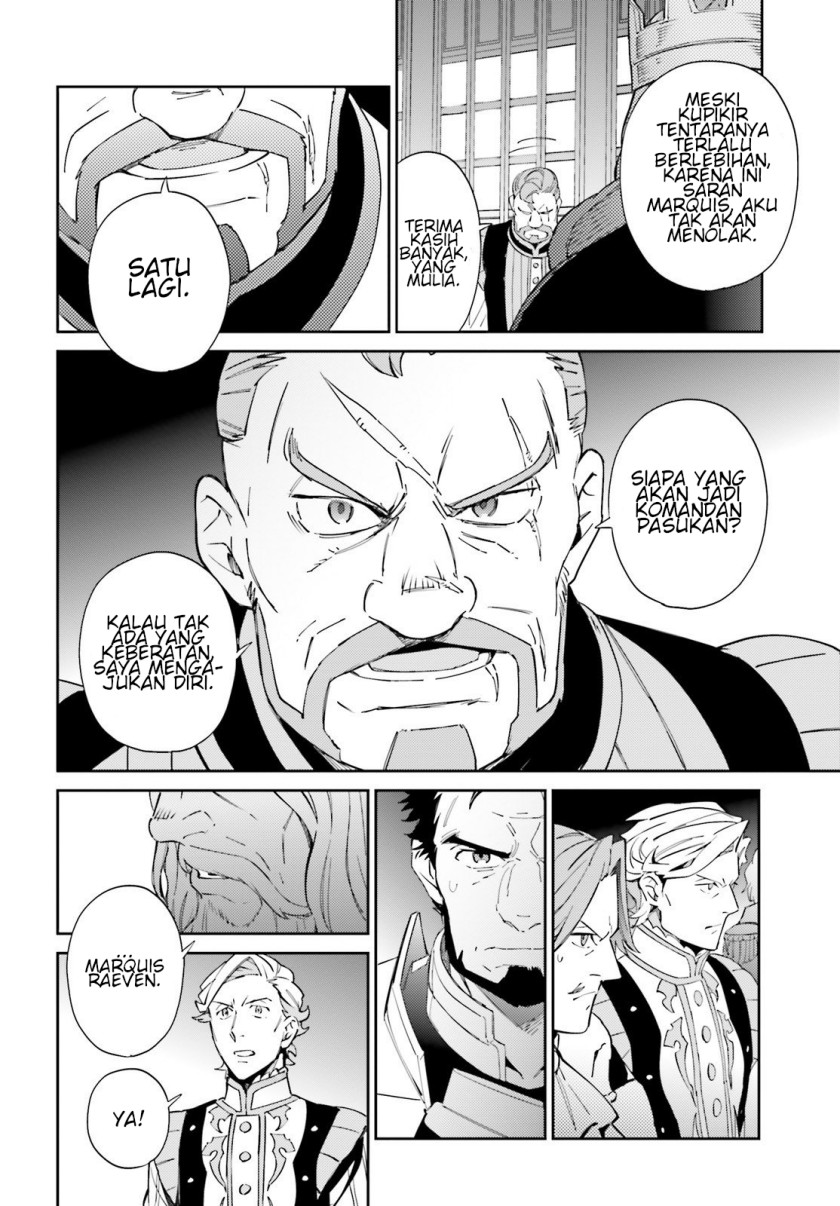 MESKI
KUPIKIR
TENTARANYA
TERLALU
BERLEBIHAN,
KARENA INI
SARAN
MARQUIS, AKU
TAK AKAN
MENOLAK.
TERIMA
KASIH
BANYAK,
YANG
MULIA.
SATU
LAGI.
SIAPA YANG
AKAN JADI
KOMANDAN
PASUKAN?
KALAU TAK
ADA YANG
KEBERATAN,
SAYA MENGA-
JUKAN DIRI.
...
MARQUIS
RAEVEN.
YA!